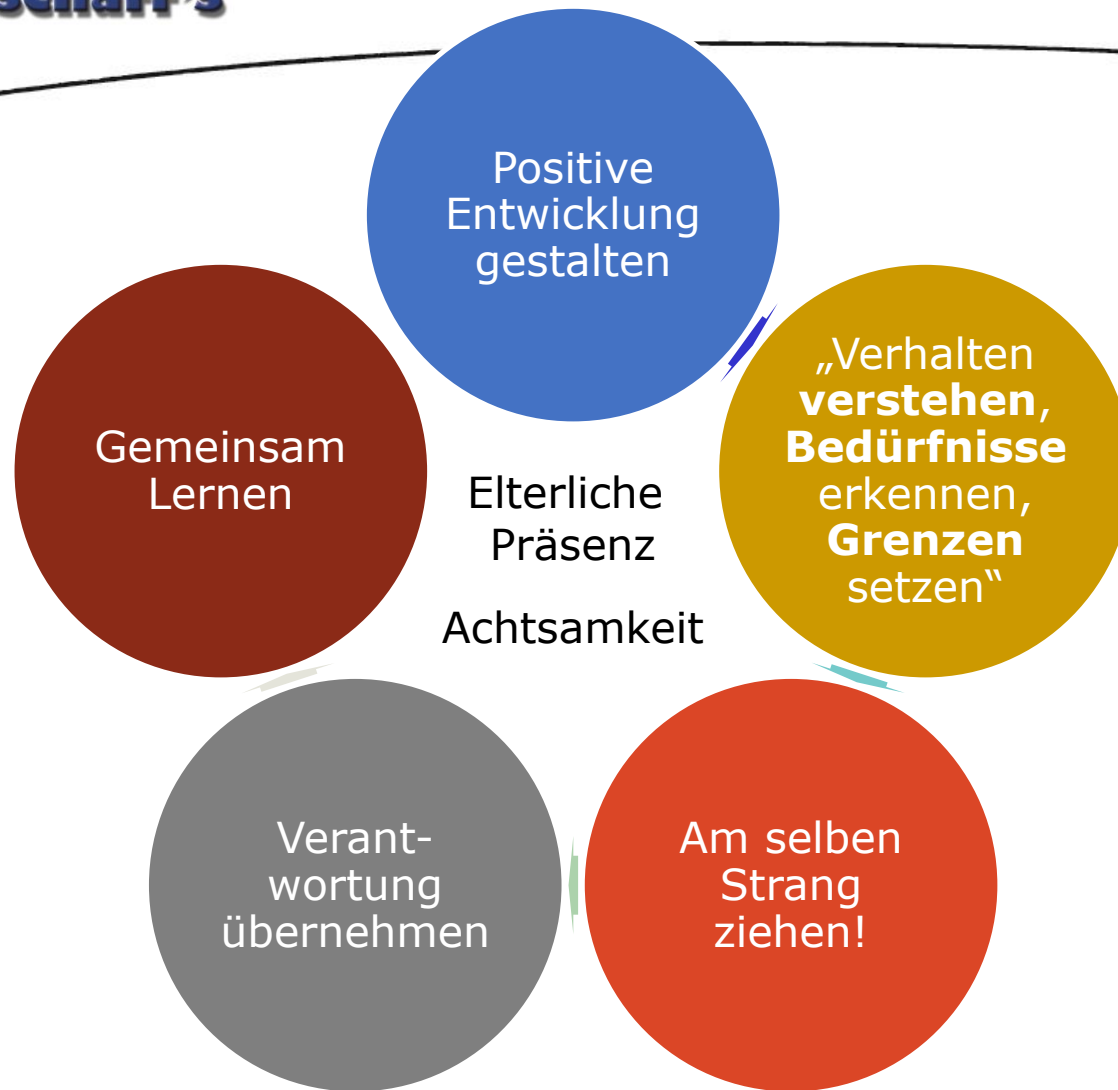 Positive
Entwicklung
gestalten
„Verhalten
verstehen,
Bedürfnisse
erkennen,
Grenzen
setzen“
Gemeinsam
Lernen
Elterliche
Präsenz
Achtsamkeit
Verant-
wortung
übernehmen
Am selben
Strang
ziehen!